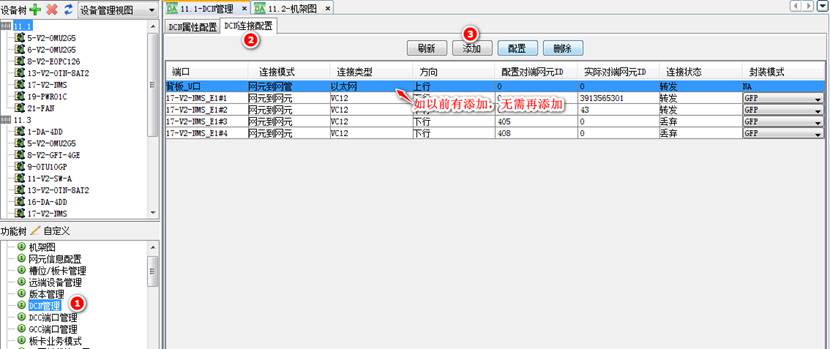 设备树 设备管理视图
11.1
5-V2-OMU2G5
6-V2-OMU2G5
8-V2-EOPC126
13-V2-OTN-8AT2
17-V2-NMS
19-PWR01C
21-FAN
11.3
1-DA-4DD
5-V2-OMU2G5
8-V2-GFT-4GE
9-OTU10GP
11-V2-SW-A
13-V2-OTN-8AT2
16-DA-4DD
17-V2-NMS
功能树 自定义
机架图
网元信息配置
槽位/板卡管理
远端设备管理
版本管理
DCN管理 1
DCC端口管理
GCC端口管理
板卡业务模式
11.1-DCN管理 11.2-机架图
DCN属性配置 DCN连接配置
2 3
刷新 添加 配置 删除
端口 连接模式 连接类型 方向 配置对端网元ID 实际对端网元ID 连接状态 封装模式
背板_U口 网元到网管 以太网 上行 0 0 转发 NA
17-V2-NMS_E1#1 网元到网元 VC12 3913565301 转发 GFP
17-V2-NMS_E1#2 网元到网元 VC12 43 转发 GFP
如以前有添加，无需再添加
17-V2-NMS_E1#3 网元到网元 VC12 下行 405 0 丢弃 GFP
17-V2-NMS_E1#4 网元到网元 VC12 下行 408 0 丢弃 GFP